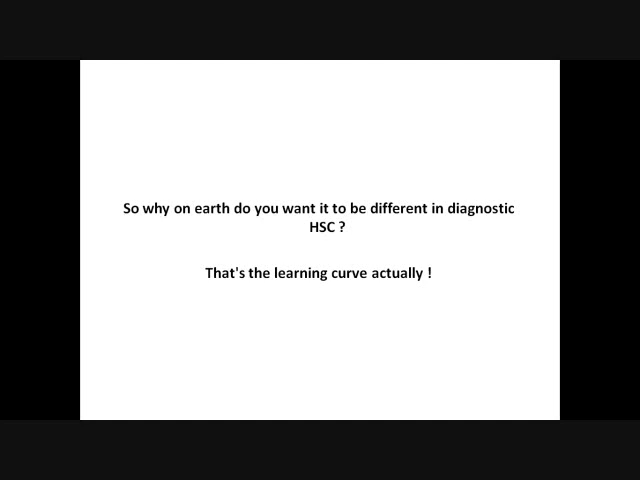 So why on earth do you want it to be different in diagnostic
HSC ?
That's the learning curve actually !